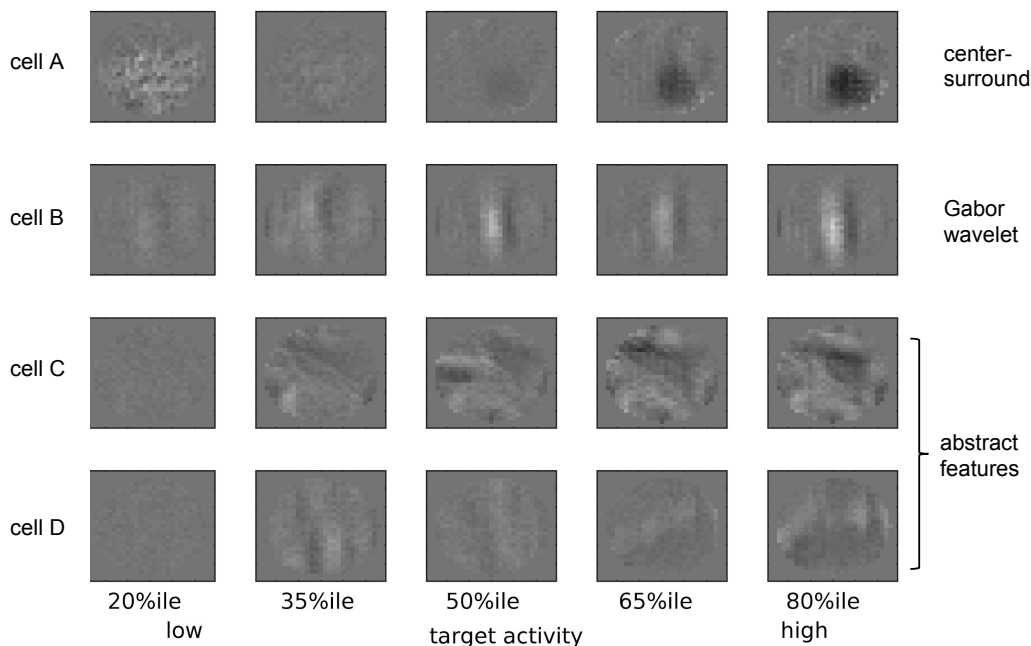 cell A
center-
surround
cell B
Gabor
wavelet
cell C
abstract
features
cell D
20%ile 35%ile 50%ile 65%ile 80%ile
low target activity high